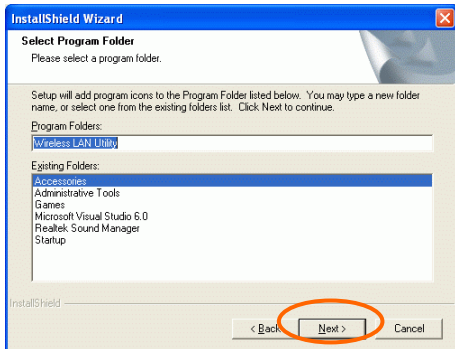 InstallShield Wizard
Select Program Folder
Please select a program folder.
Setup will add program icons to the Program Folder listed below. You may type a new folder
name, or select one from the existing folders list. Click Next to continue.
Program Folders:
Wireless LAN Utility
Existing Folders:
Accessories
Administrative Tools
Games
Microsoft Visual Studio 6.0
Realtek Sound Manager
Startup
InstallShield
< Back
Next >
Cancel